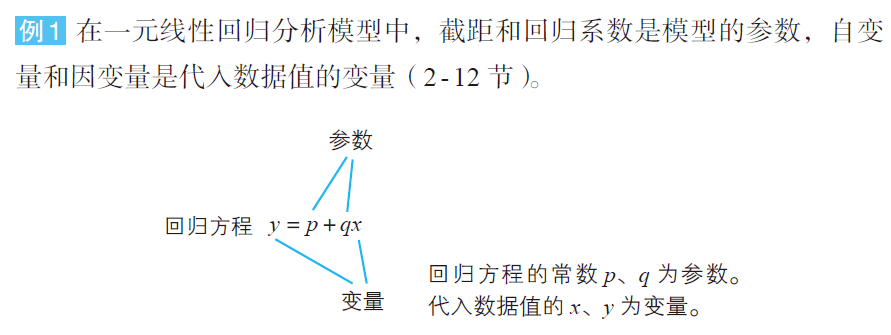 例1 在一元线性回归分析模型中，截距和回归系数是模型的参数，自变
量和因变量是代入数据值的变量（2-12 节）。
参数
回归方程 y = p + qx
变量
回归方程的常数 p、q 为参数。
代入数据值的 x、y 为变量。